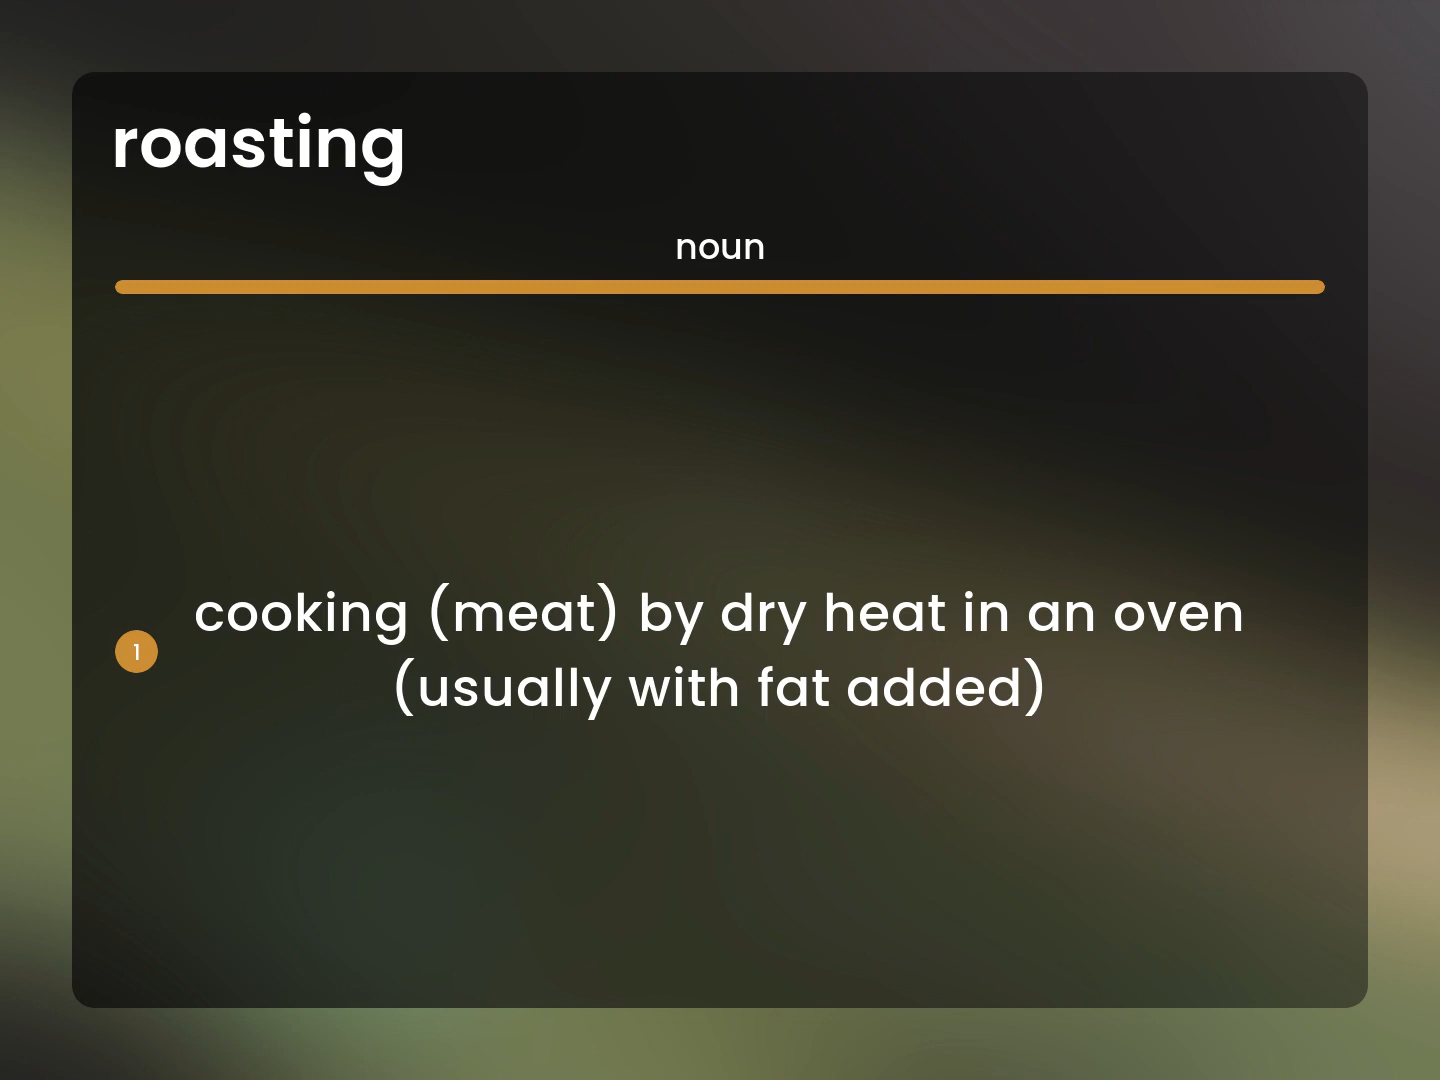 roasting
noun
1
cooking (meat) by dry heat in an oven
(usually with fat added)